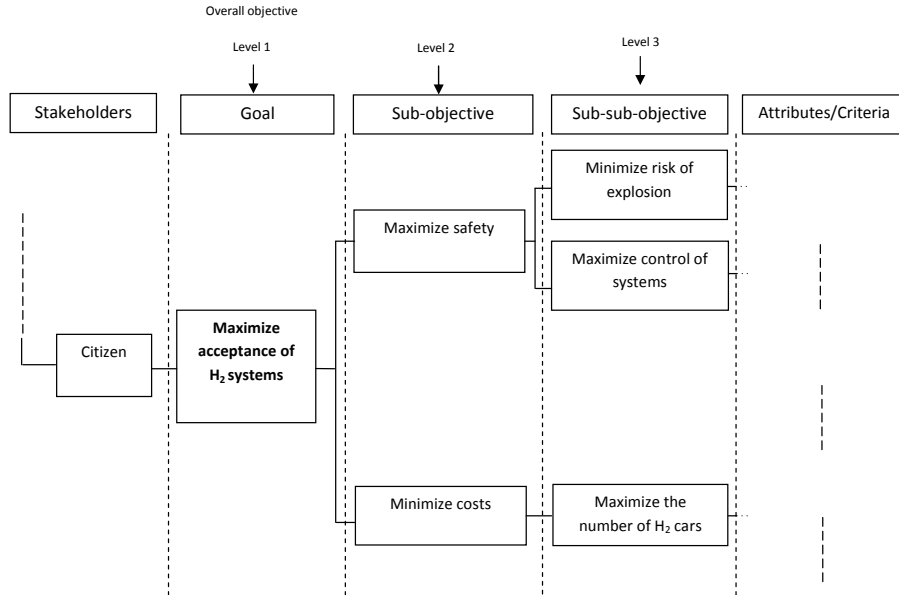 Overall objective
Level 1
Level 2
Level 3
Stakeholders
Goal
Sub-objective
Sub-sub-objective
Attributes/Criteria
Minimize risk of
explosion
Maximize safety
Maximize control of
systems
Citizen
Maximize
acceptance of
H₂ systems
Minimize costs
Maximize the
number of H₂ cars